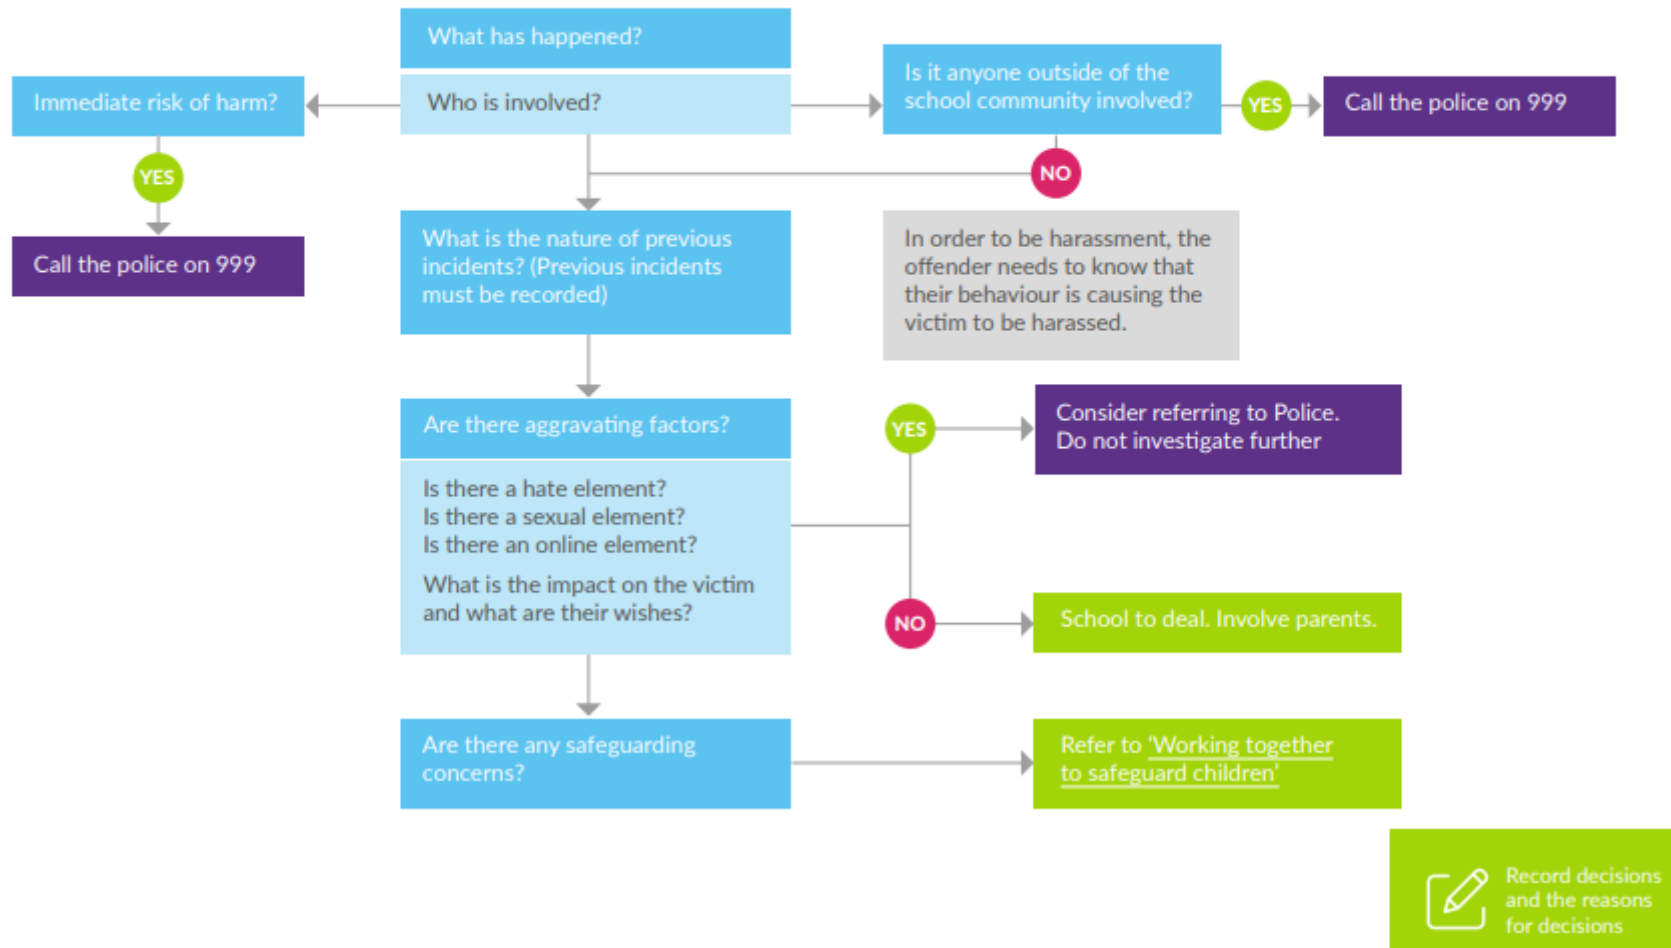 What has happened?
Who is involved?
Immediate risk of harm?
YES
Call the police on 999
Is it anyone outside of the
school community involved?
YES
Call the police on 999
NO
What is the nature of previous
incidents? (Previous incidents
must be recorded)
In order to be harassment, the
offender needs to know that
their behaviour is causing the
victim to be harassed.
Are there aggravating factors?
Is there a hate element?
Is there a sexual element?
Is there an online element?
What is the impact on the victim
and what are their wishes?
YES
Consider referring to Police.
Do not investigate further
NO
School to deal. Involve parents.
Are there any safeguarding
concerns?
Refer to ‘Working together
to safeguard children’
Record decisions
and the reasons
for decisions